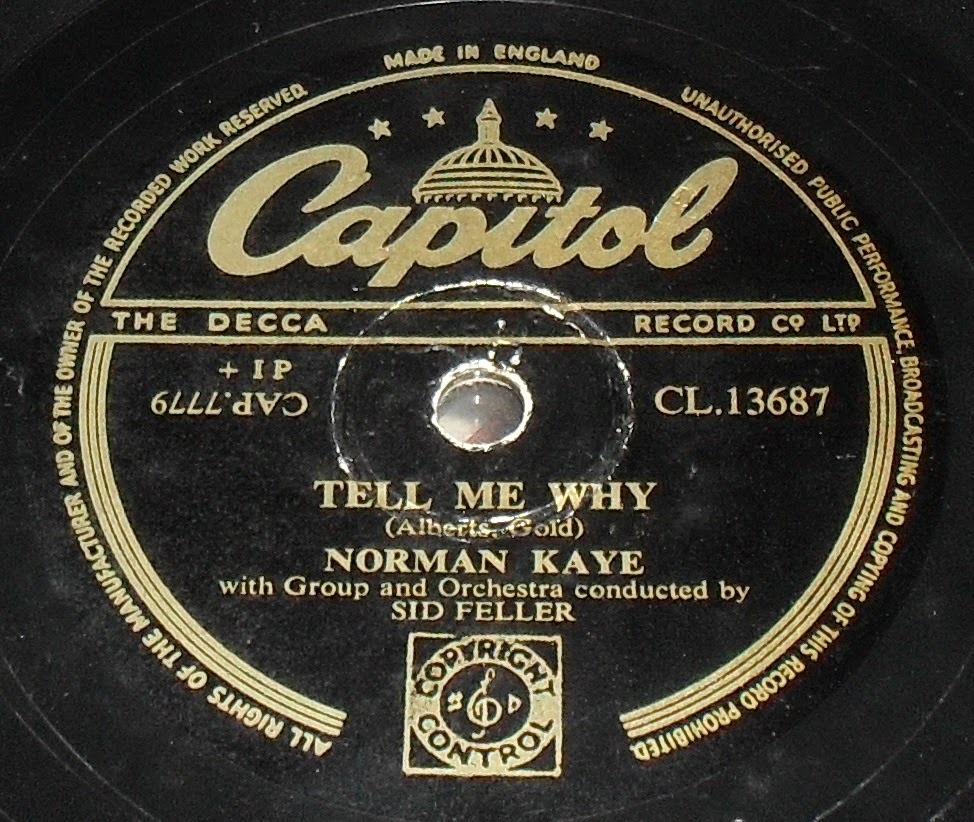 MADE IN ENGLAND
ALL RIGHTS OF THE MANUFACTURER AND OF THE OWNER OF THE RECORDED WORK RESERVED
UNAUTHORISED PUBLIC PERFORMANCE, BROADCASTING AND COPYING OF THIS RECORD PROHIBITED
Capitol
THE DECCA RECORD Co LTD
+ I P
CAP.7779
CL.13687
TELL ME WHY
(Alberts, Gold)
NORMAN KAYE
with Group and Orchestra conducted by
SID FELLER
COPYRIGHT
CONTROL